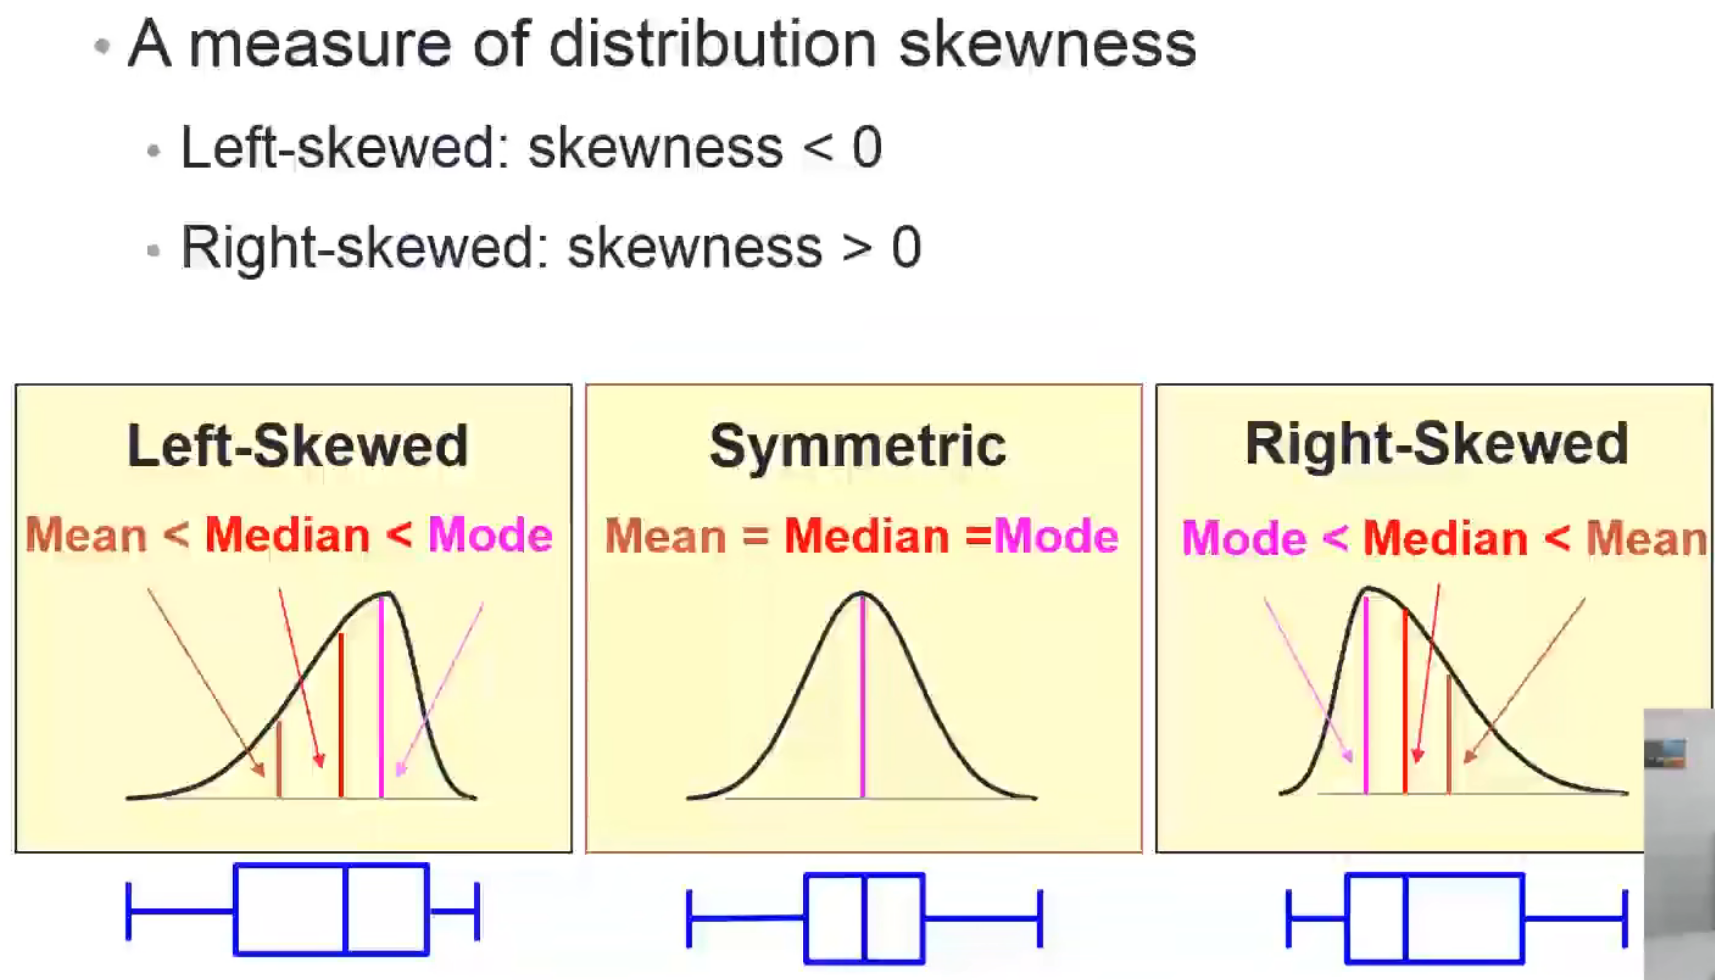 • A measure of distribution skewness
• Left-skewed: skewness < 0
• Right-skewed: skewness > 0
Left-Skewed
Mean < Median < Mode
Symmetric
Mean = Median =Mode
Right-Skewed
Mode < Median < Mean